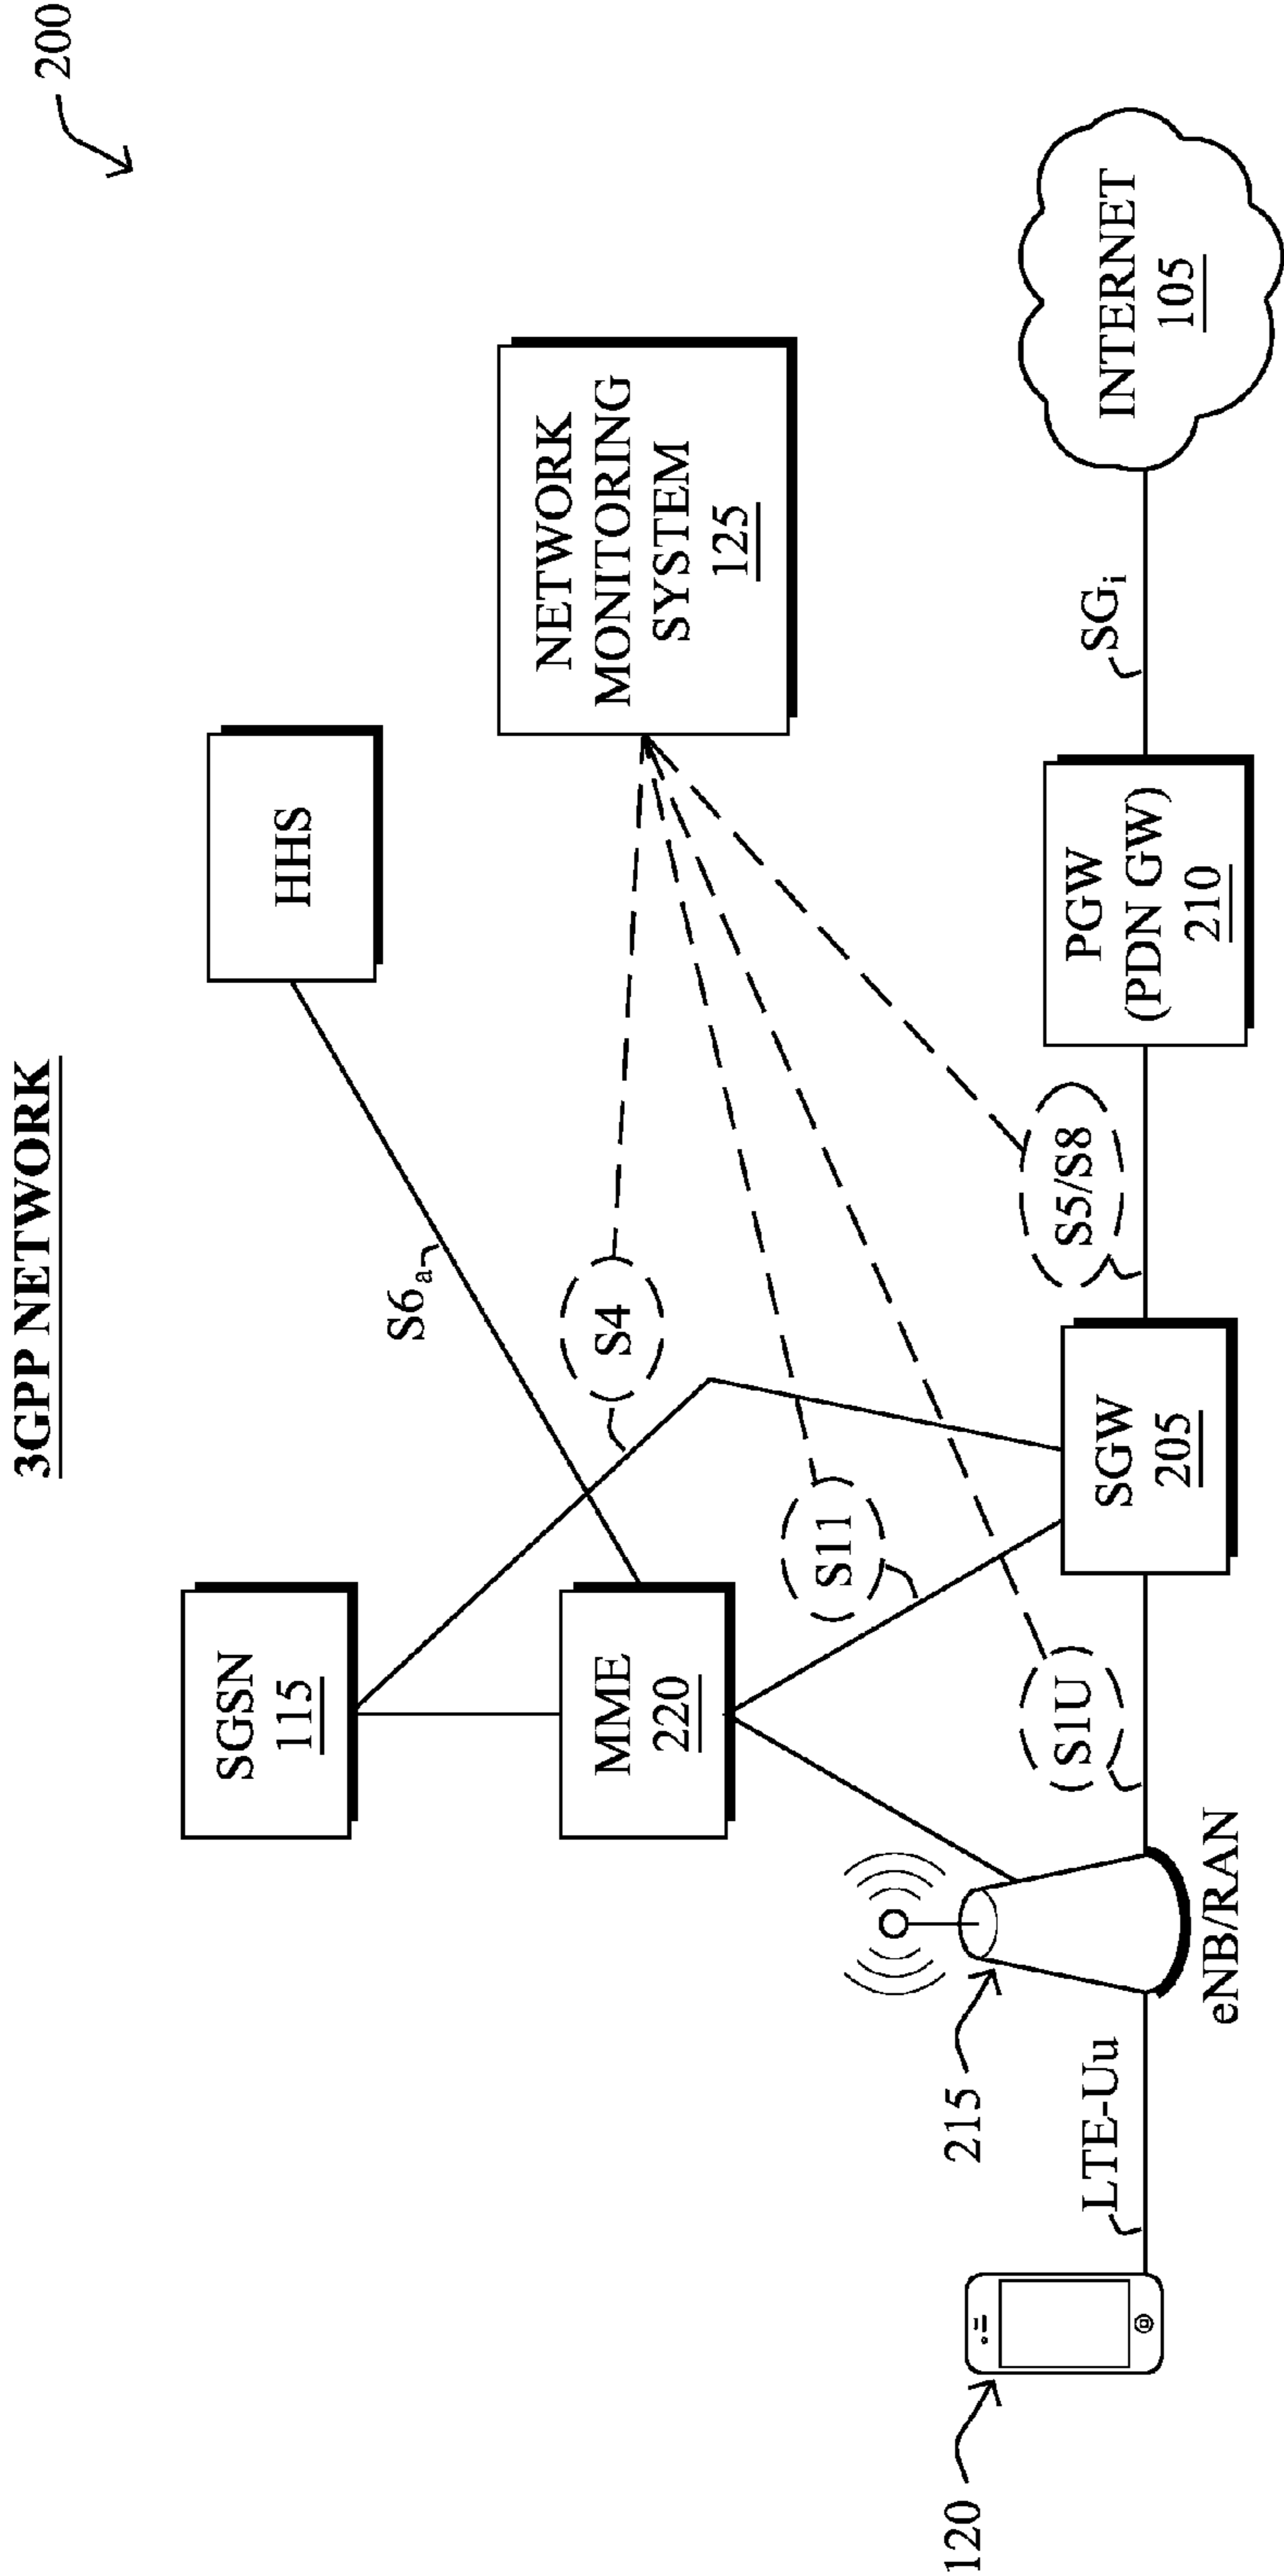 3GPP NETWORK
200
SGSN
115
HHS
S6a
MME
220
S4
NETWORK
MONITORING
SYSTEM
125
S11
215
S1U
S5/S8
SGW
205
PGW
(PDN GW)
210
SGi
INTERNET
105
120
LTE-Uu
eNB/RAN